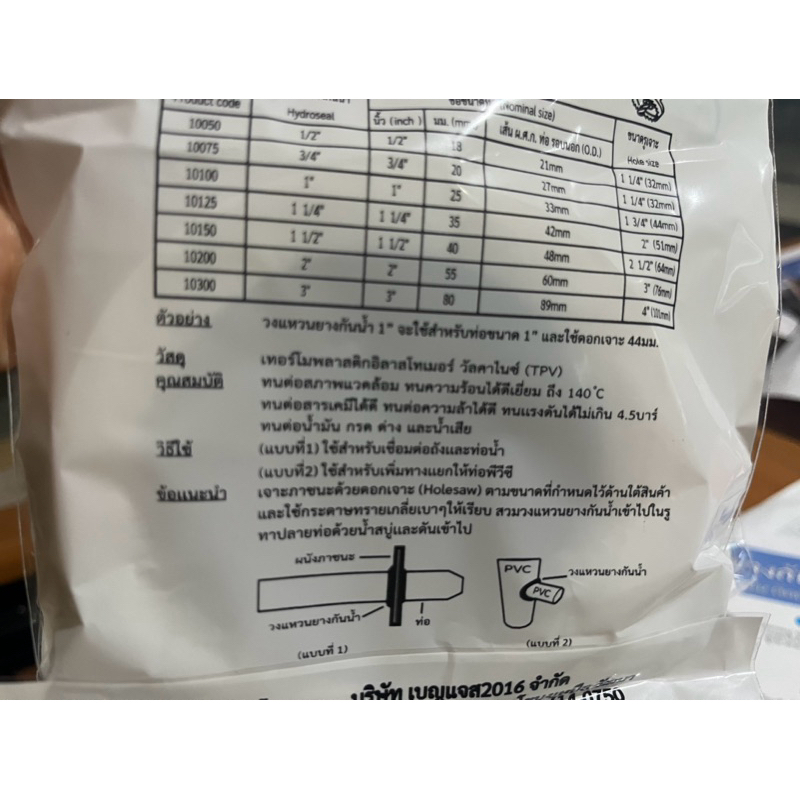 Product code
Hydroseal
(Nominal size)
นิ้ว (inch) มม. (mm เส้น ผ.ศ.ก. ท่อ รอบนอก (O.D.) ขนาดรูเจาะ Hole size
10050 1/2" 1/2" 18 21mm 1 1/4" (32mm)
10075 3/4" 3/4" 20 27mm 1 1/4" (32mm)
10100 1" 1" 25 33mm 1 3/4" (44mm)
10125 1 1/4" 1 1/4" 35 42mm 2" (51mm)
10150 1 1/2" 1 1/2" 40 48mm 2 1/2" (64mm)
10200 2" 2" 55 60mm 3" (76mm)
10300 3" 3" 80 89mm 4"
ตัวอย่าง วงแหวนยางกันน้ำ 1" จะใช้สำหรับท่อขนาด 1" และใช้ดอกเจาะ 44มม.
วัสดุ เทอร์โมพลาสติกอิลาสโทเมอร์ วัลคาไนซ์ (TPV)
คุณสมบัติ ทนต่อสภาพแวดล้อม ทนความร้อนได้ดีเยี่ยม ถึง 140°C
ทนต่อสารเคมีได้ดี ทนต่อความล้าได้ดี ทนแรงดันได้ไม่เกิน 4.5บาร์
ทนต่อน้ำมัน กรด ด่าง และน้ำเสีย
วิธีใช้ (แบบที่1) ใช้สำหรับเชื่อมต่อถังและท่อน้ำ
(แบบที่2) ใช้สำหรับเพิ่มทางแยกให้ท่อพีวีซี
ข้อแนะนำ เจาะภาชนะด้วยดอกเจาะ (Holesaw) ตามขนาดที่กำหนดไว้ด้านใต้สินค้า
และใช้กระดาษทรายเกลี่ยเบาๆให้เรียบ สวมวงแหวนยางกันน้ำเข้าไปในรู
ทาปลายท่อด้วยน้ำสบู่และดันเข้าไป
ผนังภาชนะ
วงแหวนยางกันน้ำ ท่อ
(แบบที่ 1)
PVC วงแหวนยางกันน้ำ
PVC
(แบบที่ 2)
บริษัท เบญแจส2016 จำกัด